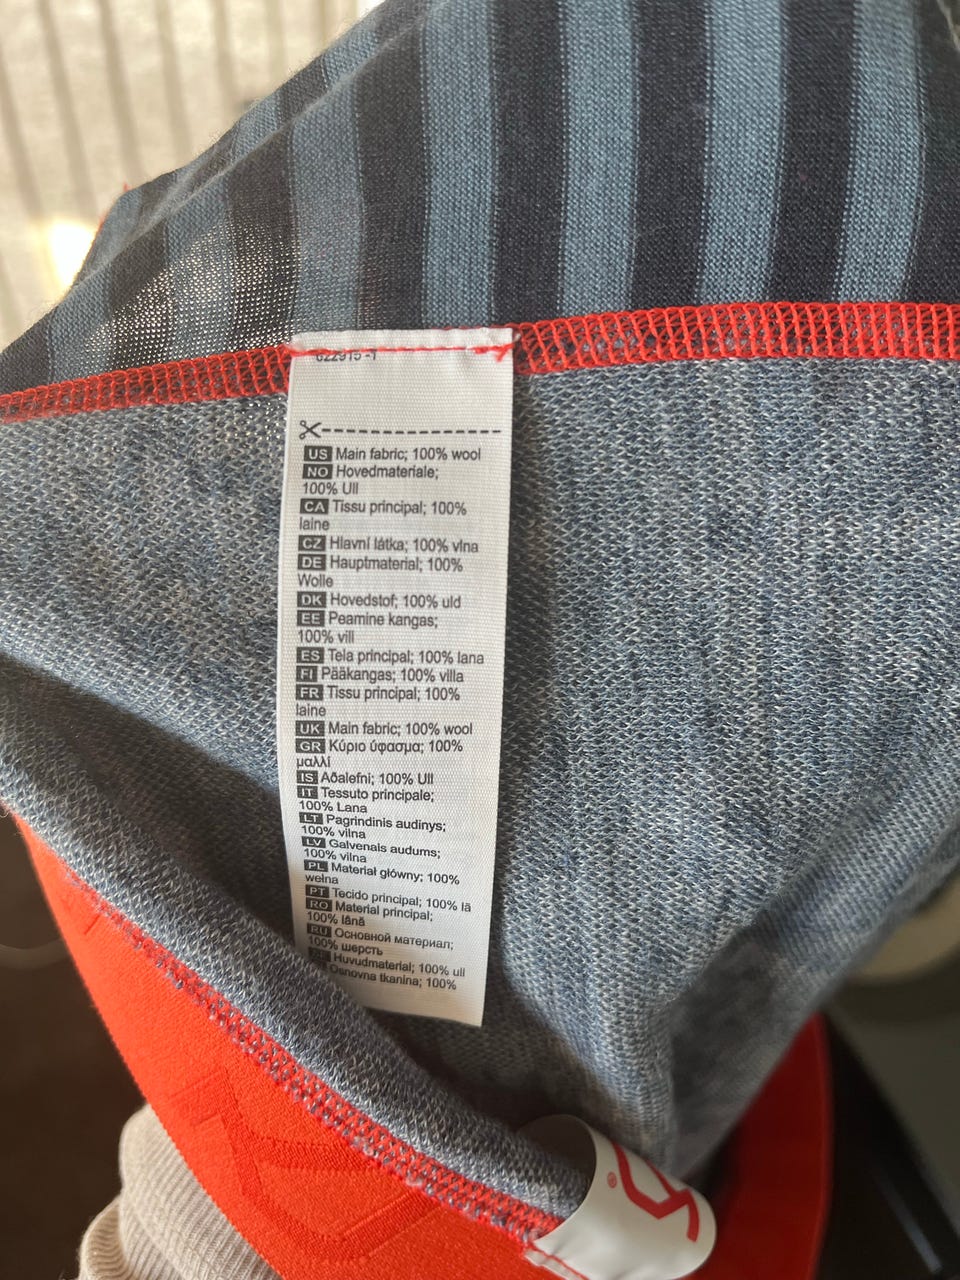 622915-1
US Main fabric; 100% wool
NO Hovedmateriale;
100% Ull
CA Tissu principal; 100%
laine
CZ Hlavní látka; 100% vlna
DE Hauptmaterial; 100%
Wolle
DK Hovedstof; 100% uld
EE Peamine kangas;
100% vill
ES Tela principal; 100% lana
FI Pääkangas; 100% villa
FR Tissu principal; 100%
laine
UK Main fabric; 100% wool
GR Κύριο ύφασμα; 100%
μαλλί
IS Aðalefni; 100% Ull
IT Tessuto principale;
100% Lana
LT Pagrindinis audinys;
100% vilna
LV Galvenais audums;
100% vilna
PL Materiał główny; 100%
wełna
PT Tecido principal; 100% lã
RO Material principal;
100% lână
RU Основной материал;
100% шерсть
Huvudmaterial; 100% ull
Osnovna tkanina; 100%
®